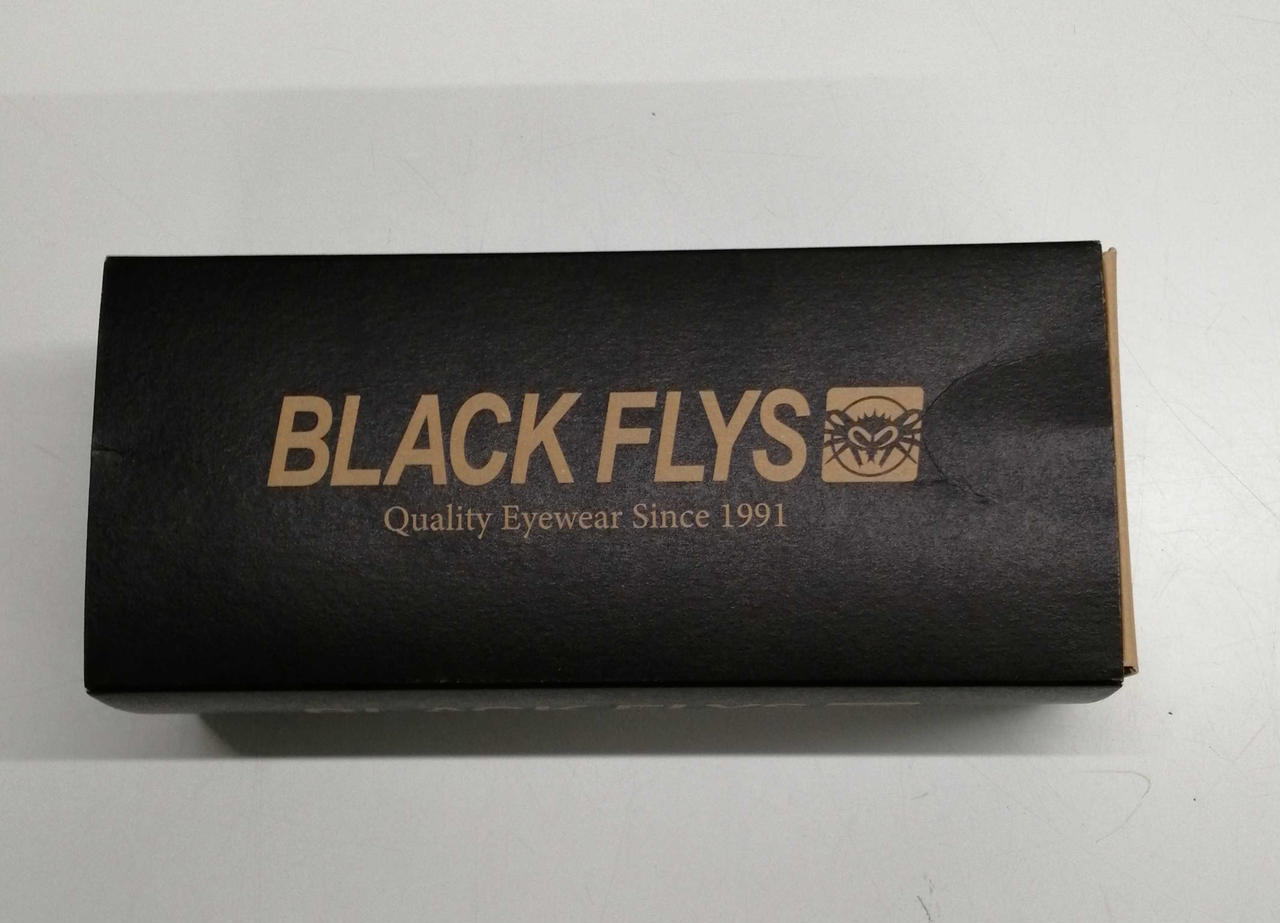 BLACK FLYS
Quality Eyewear Since 1991